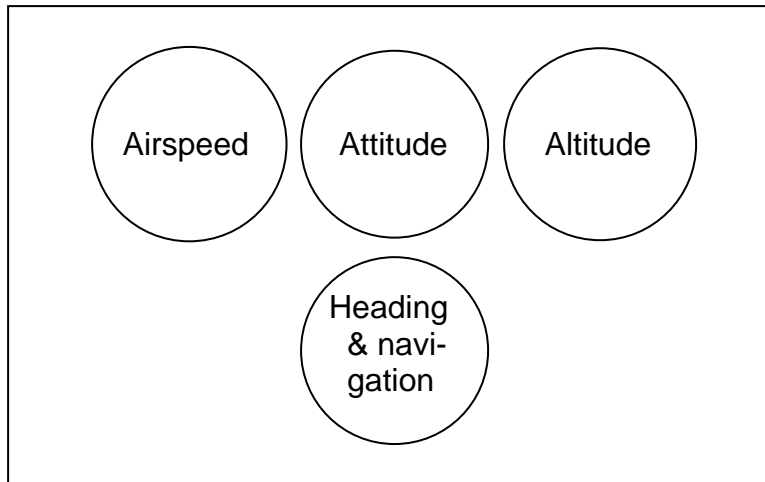 Airspeed
Attitude
Altitude
Heading
& navi-
gation